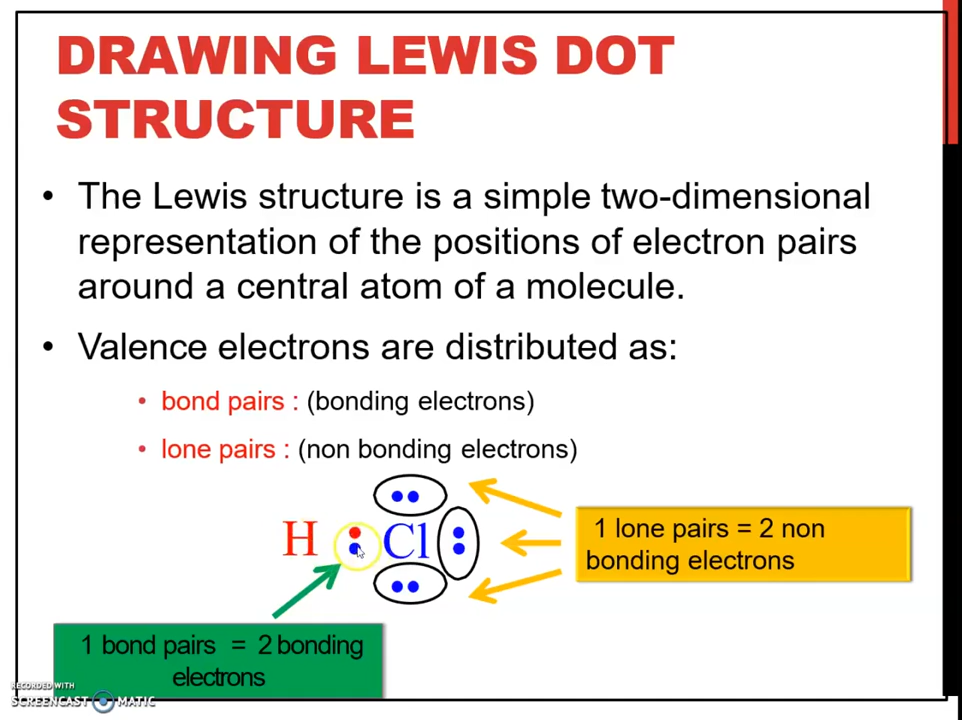 DRAWING LEWIS DOT
STRUCTURE
• The Lewis structure is a simple two-dimensional
representation of the positions of electron pairs
around a central atom of a molecule.
• Valence electrons are distributed as:
• bond pairs : (bonding electrons)
• lone pairs : (non bonding electrons)
H Cl
1 lone pairs = 2 non
bonding electrons
1 bond pairs = 2 bonding
electrons
RECORDED WITH
SCREENCAST MATIC